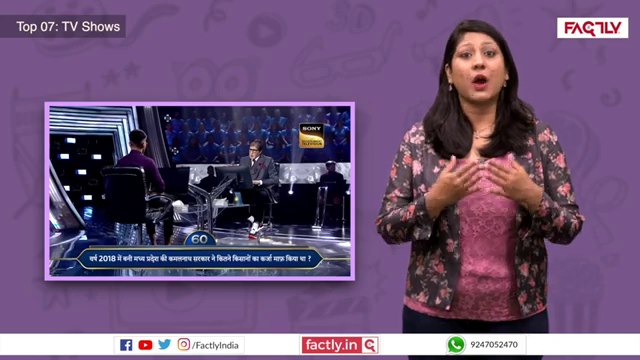 Top 07: TV Shows
FACTLY
SONY
60
वर्ष 2018 में बनी मध्य प्रदेश की कमलनाथ सरकार ने कितने किसानों का कर्जा माफ़ किया था ?
/FactlyIndia
factly.in
9247052470